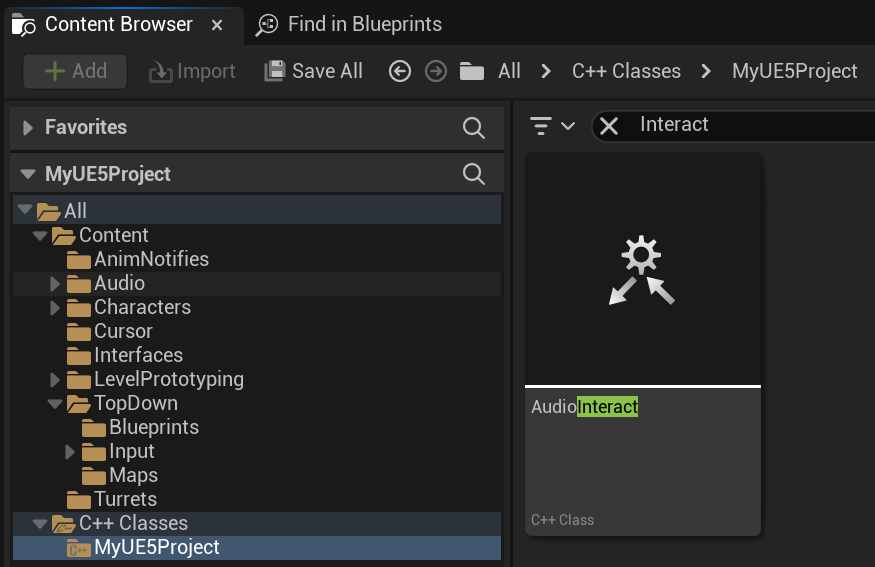 Content Browser
Find in Blueprints
Add
Import
Save All
All
C++ Classes
MyUE5Project
Favorites
MyUE5Project
All
Content
AnimNotifies
Audio
Characters
Cursor
Interfaces
LevelPrototyping
TopDown
Blueprints
Input
Maps
Turrets
C++ Classes
C++
MyUE5Project
Interact
AudioInteract
C++ Class